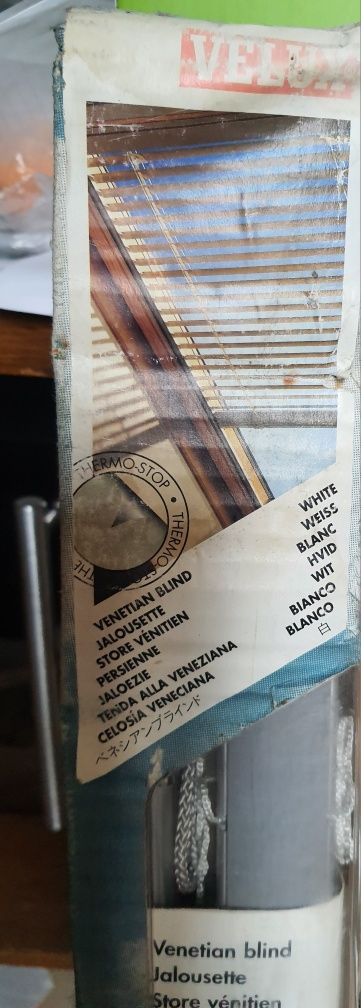 VELUX
THERMO-STOP • THERMO
WHITE
WEISS
BLANC
HVID
WIT
BIANCO
BLANCO
白
VENETIAN BLIND
JALOUSETTE
STORE VÉNITIEN
PERSIENNE
JALOEZIE
TENDA ALLA VENEZIANA
CELOSÍA VENECIANA
ベネシアンブラインド
Venetian blind
Jalousette
Store vénitien